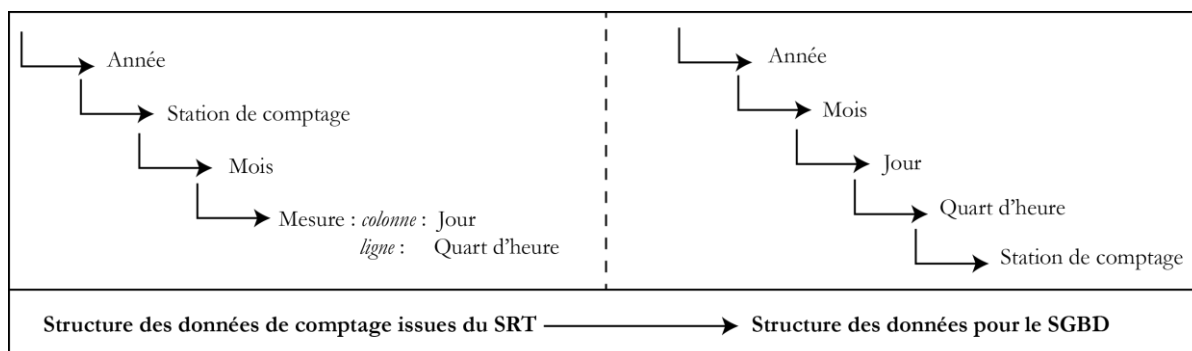 Année
Station de comptage
Mois
Mesure : colonne : Jour
ligne : Quart d'heure
Année
Mois
Jour
Quart d'heure
Station de comptage
Structure des données de comptage issues du SRT
Structure des données pour le SGBD